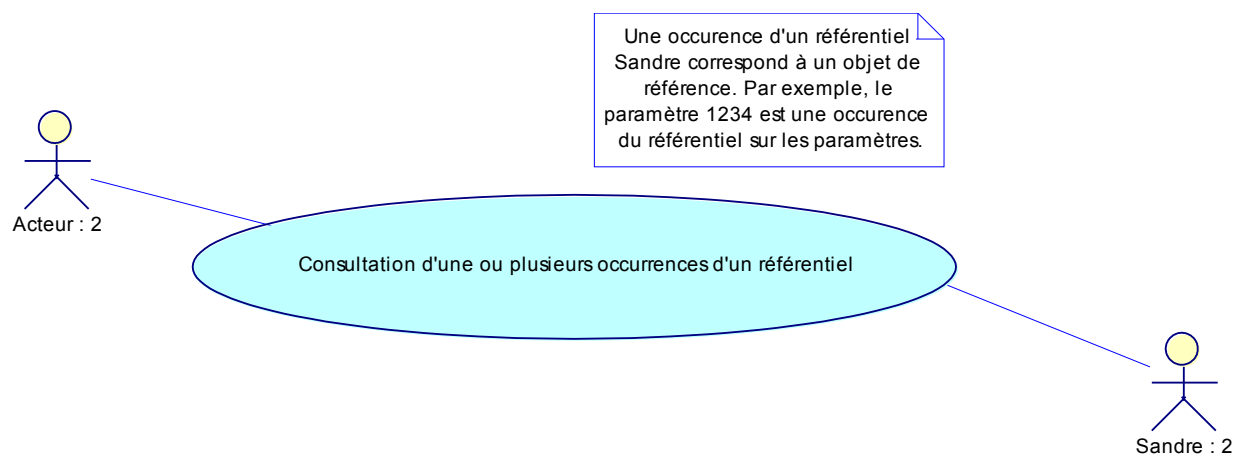 Une occurence d'un référentiel
Sandre correspond à un objet de
référence. Par exemple, le
paramètre 1234 est une occurence
du référentiel sur les paramètres.
Acteur : 2
Consultation d'une ou plusieurs occurrences d'un référentiel
Sandre : 2